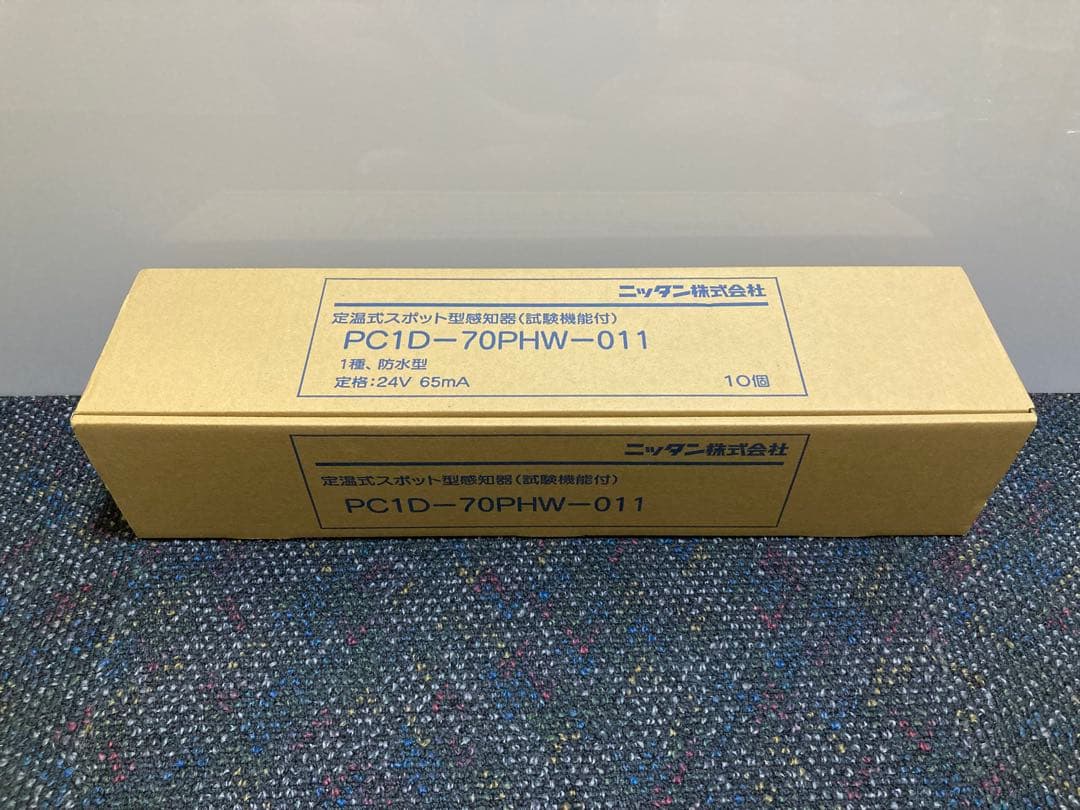 ニッタン株式会社
定温式スポット型感知器(試験機能付)
PC1D-70PHW-011
1種、防水型
定格:24V 65mA 10個
ニッタン株式会社
定温式スポット型感知器(試験機能付)
PC1D-70PHW-011